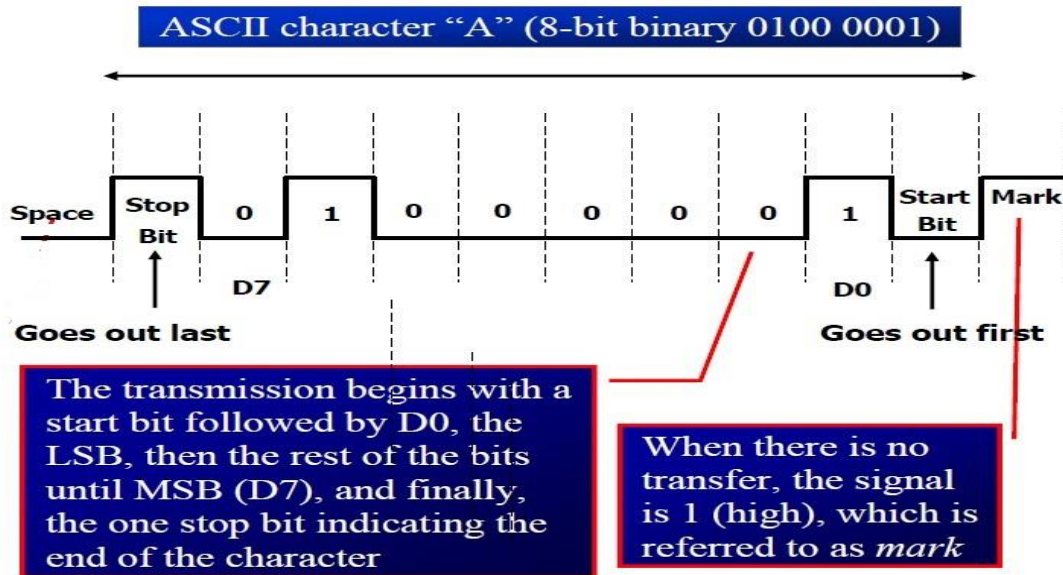 ASCII character “A” (8-bit binary 0100 0001)
Space Stop Bit 0 1 0 0 0 0 0 1 Start Bit Mark
D7 D0
Goes out last Goes out first
The transmission begins with a
start bit followed by D0, the
LSB, then the rest of the bits
until MSB (D7), and finally,
the one stop bit indicating the
end of the character
When there is no
transfer, the signal
is 1 (high), which is
referred to as mark